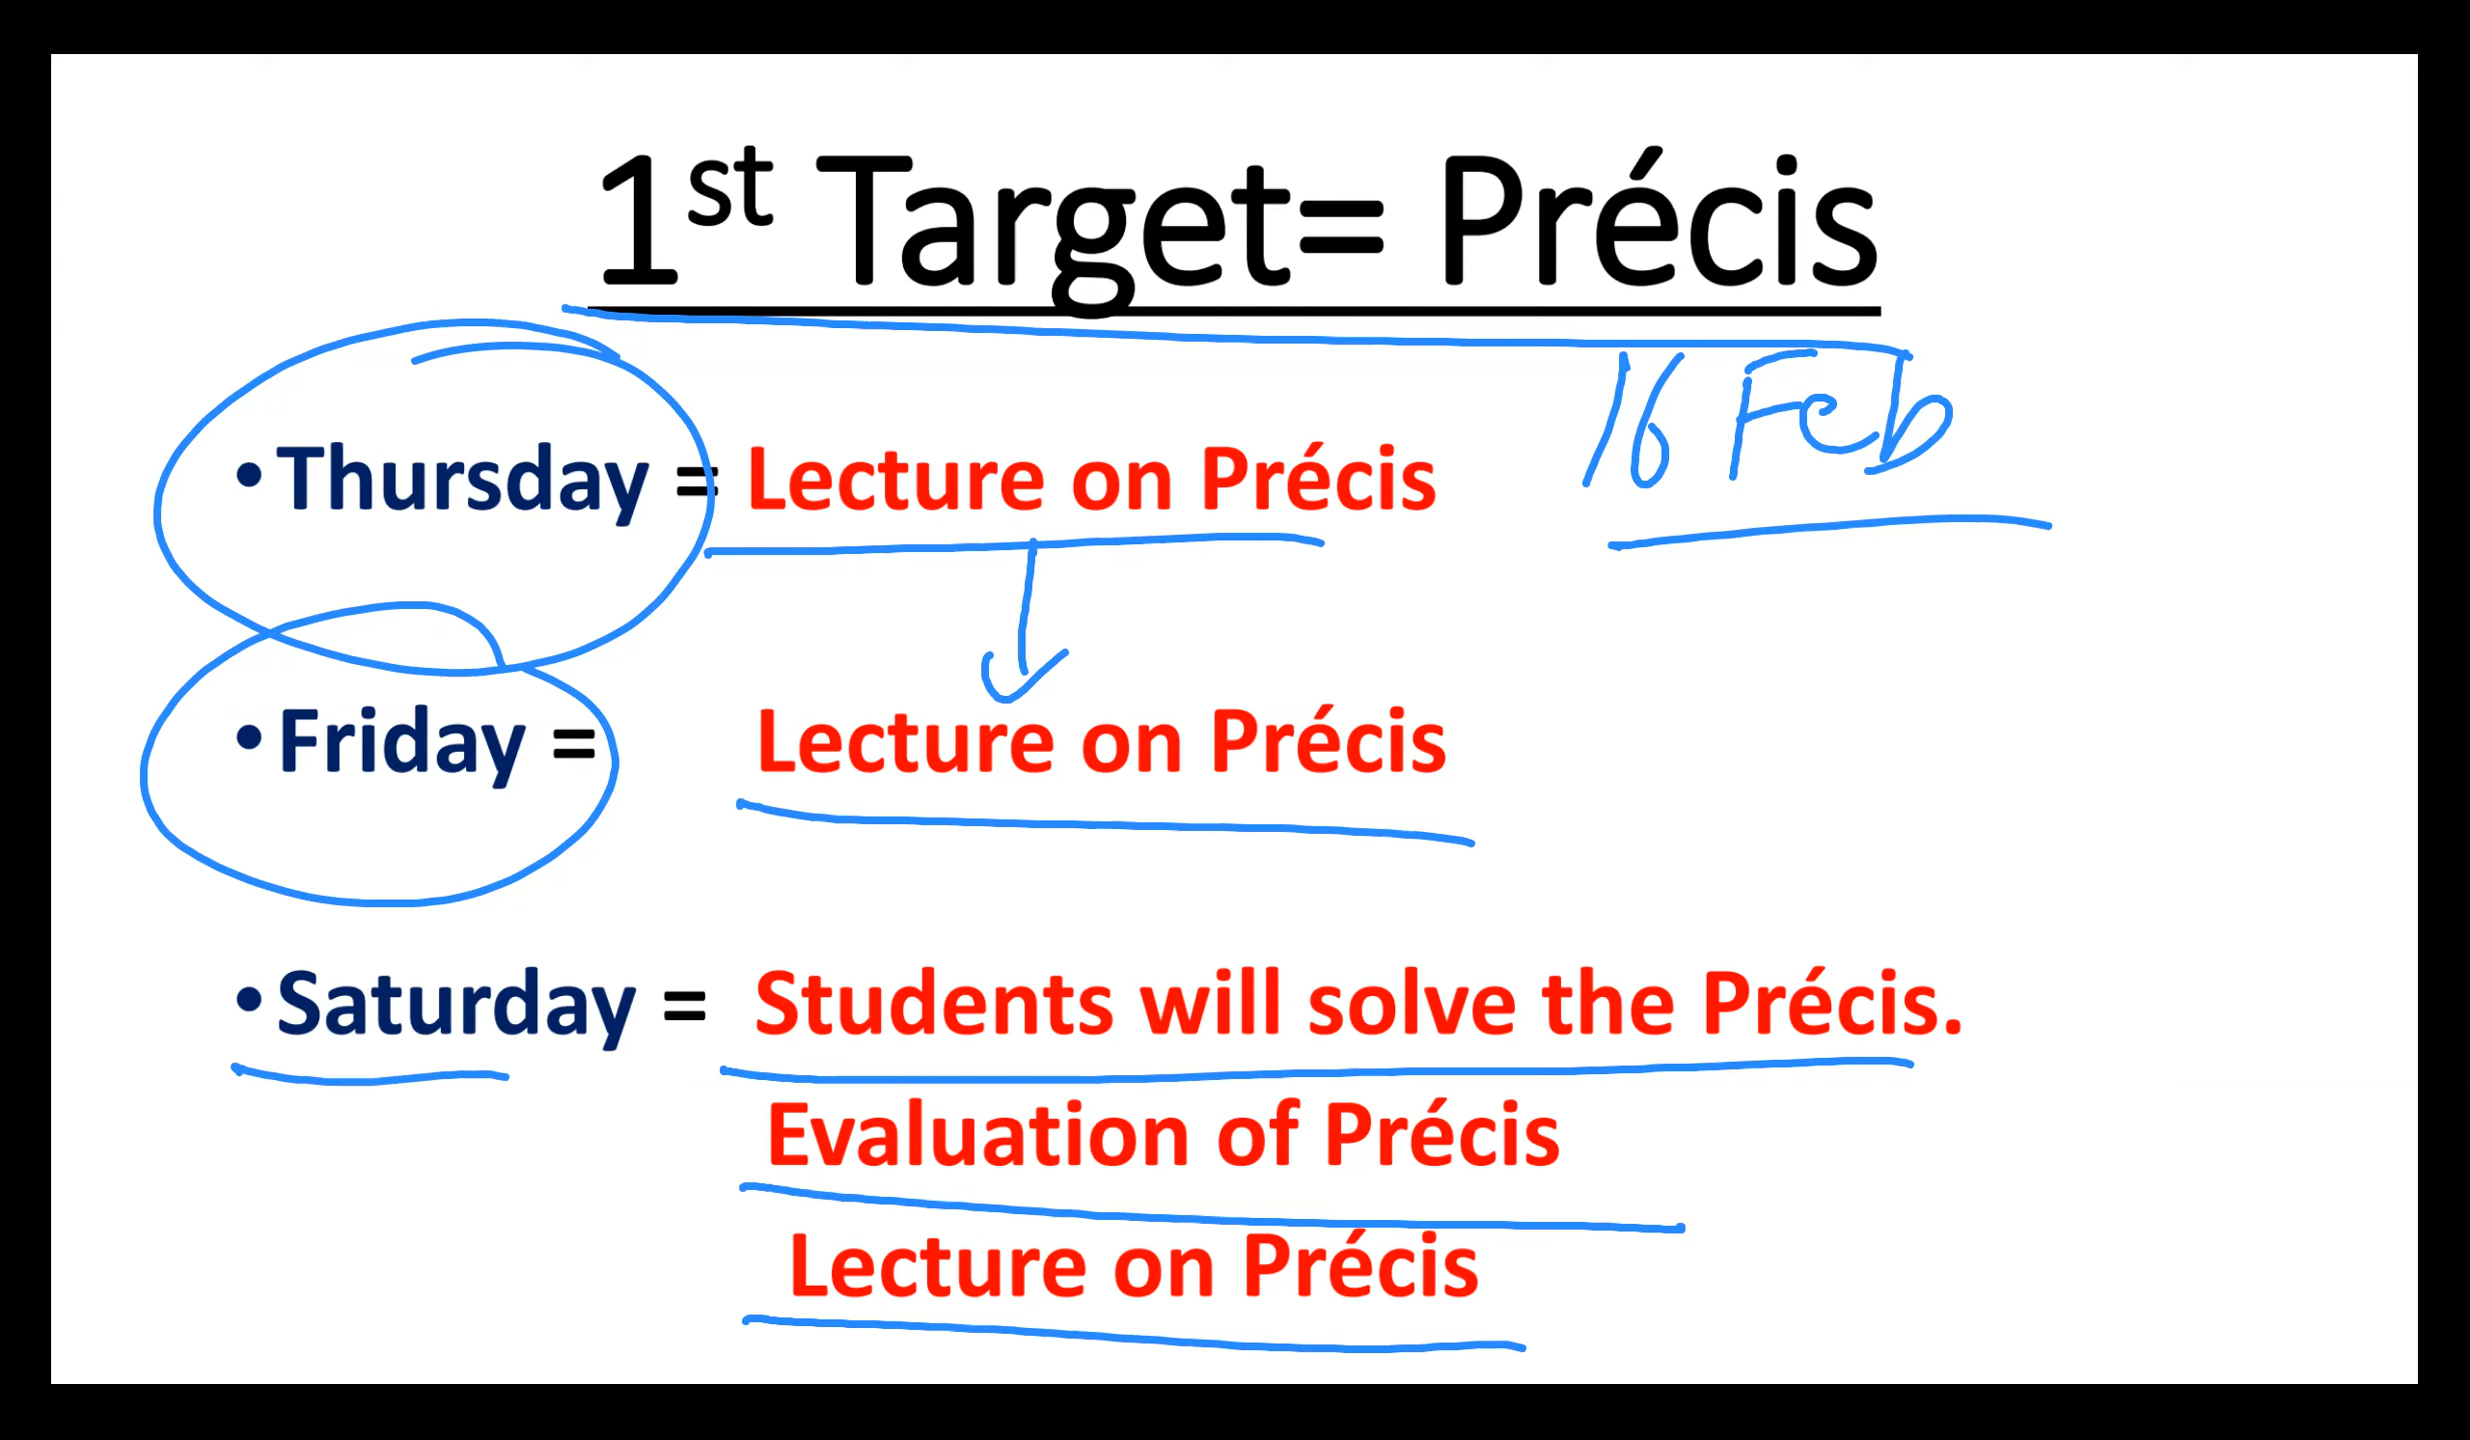 1st Target= Précis
16 Feb
•Thursday = Lecture on Précis
•Friday = Lecture on Précis
•Saturday = Students will solve the Précis.
Evaluation of Précis
Lecture on Précis